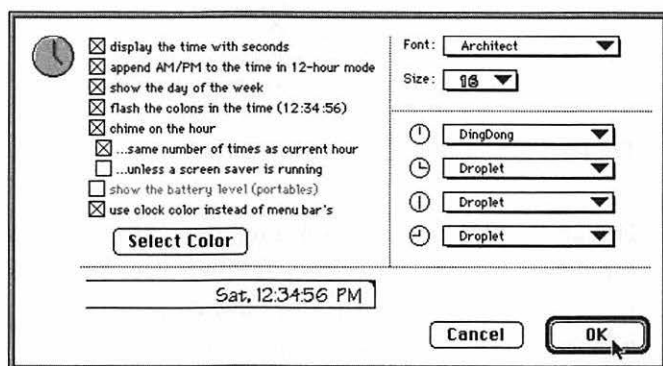 display the time with seconds
append AM/PM to the time in 12-hour mode
show the day of the week
flash the colons in the time (12:34:56)
chime on the hour
...same number of times as current hour
...unless a screen saver is running
show the battery level (portables)
use clock color instead of menu bar's
Select Color
Font: Architect
Size: 16
DingDong
Droplet
Droplet
Droplet
Sat, 12:34:56 PM
Cancel
OK